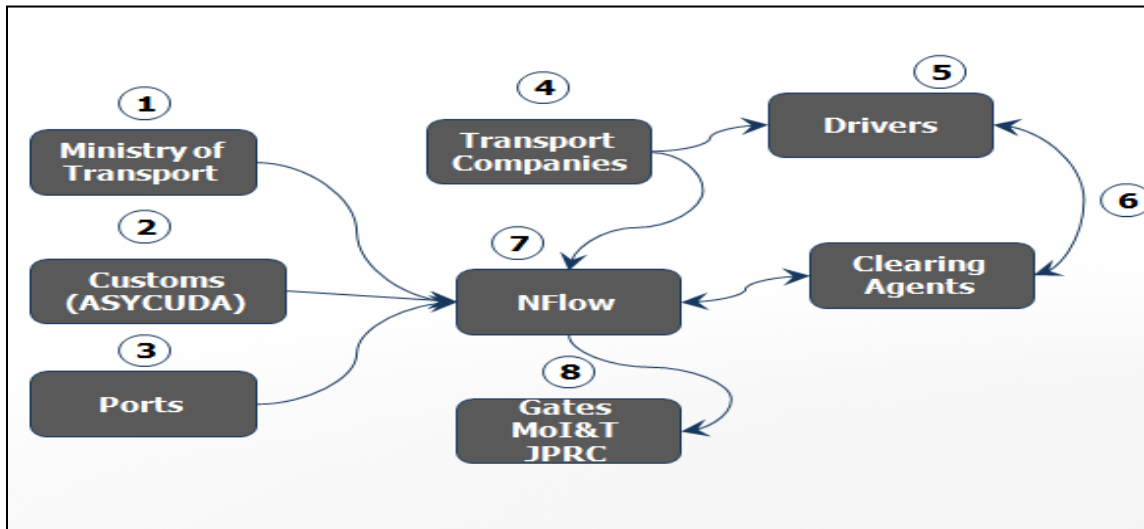 1
Ministry of
Transport
2
Customs
(ASYCUDA)
3
Ports
4
Transport
Companies
5
Drivers
6
Clearing
Agents
7
NFlow
8
Gates
MoI&T
JPRC